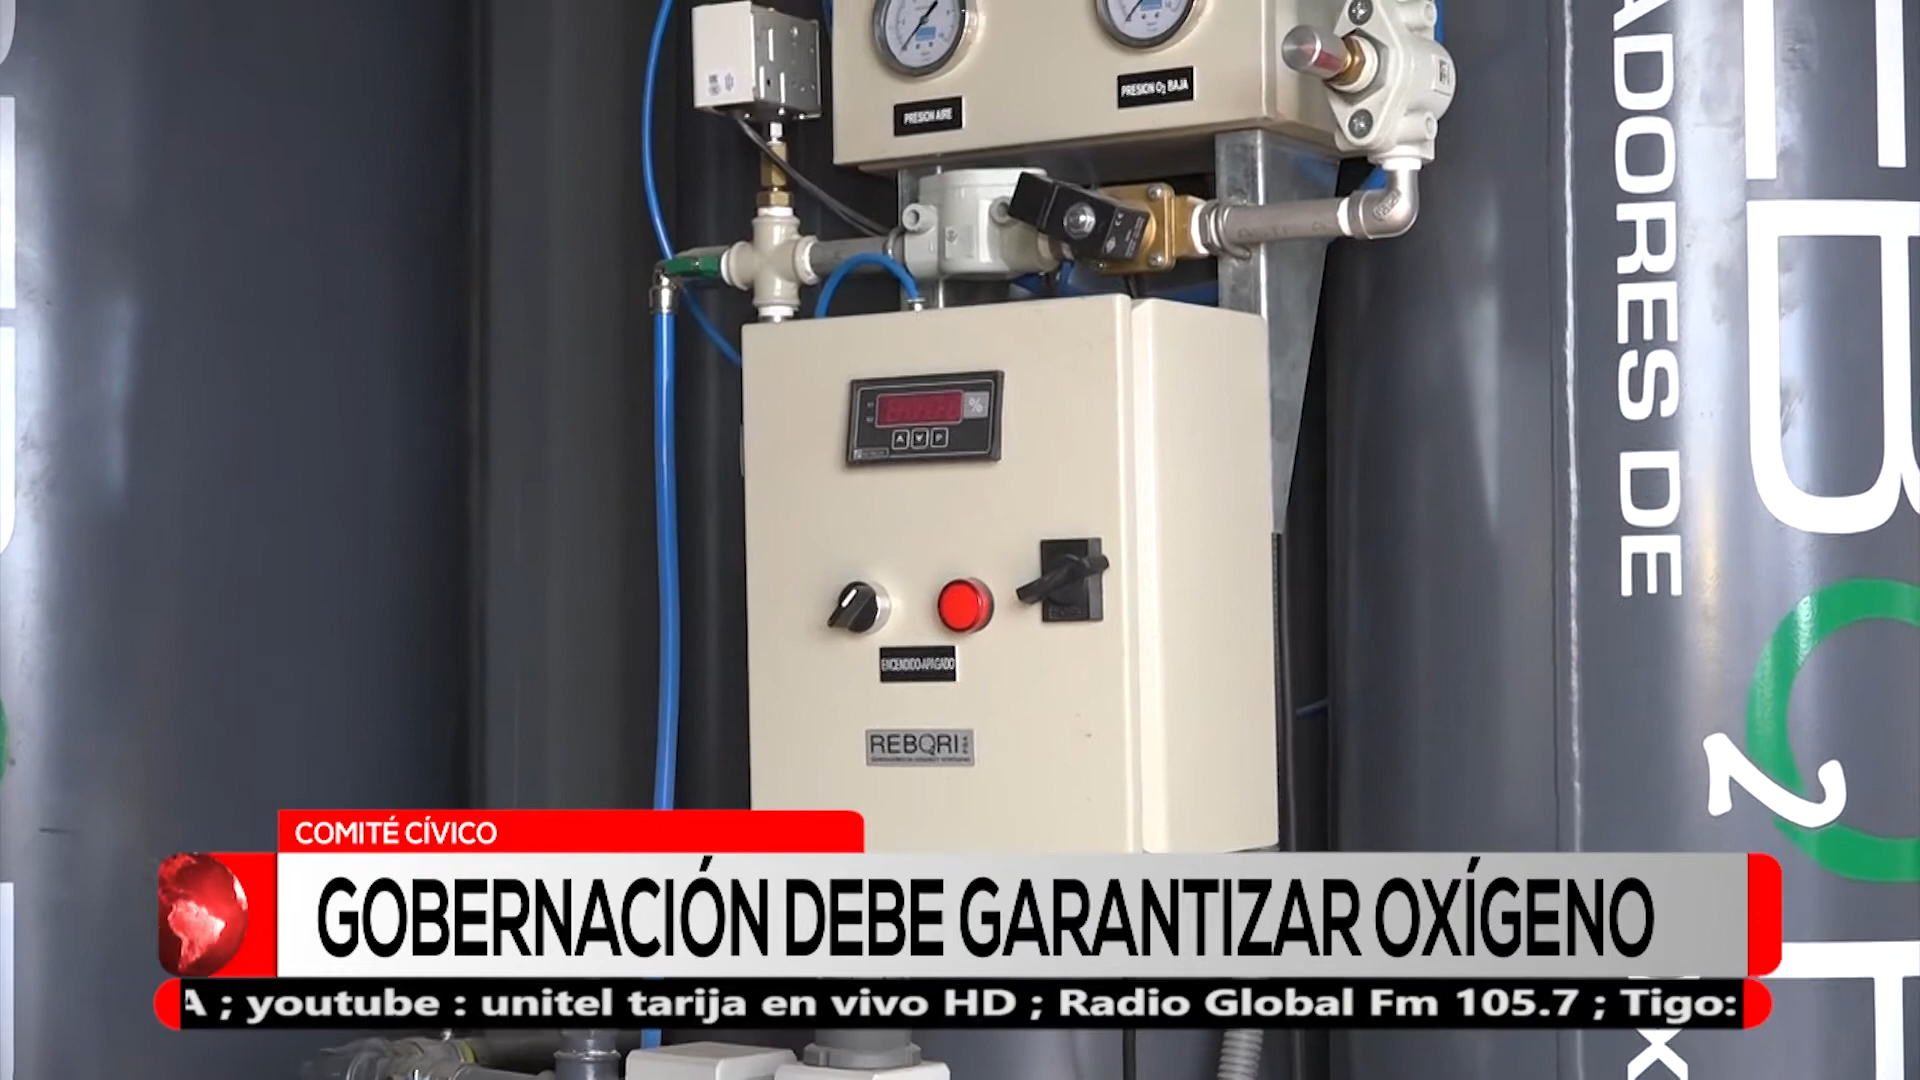 PRESION AIRE
PRESION O2 BAJA
%
A
P
ENCENDIDO-APAGADO
REBORI
ADORES DE
EBO2
COMITÉ CÍVICO
GOBERNACIÓN DEBE GARANTIZAR OXÍGENO
A ; youtube : unitel tarija en vivo HD ; Radio Global Fm 105.7 ; Tigo: